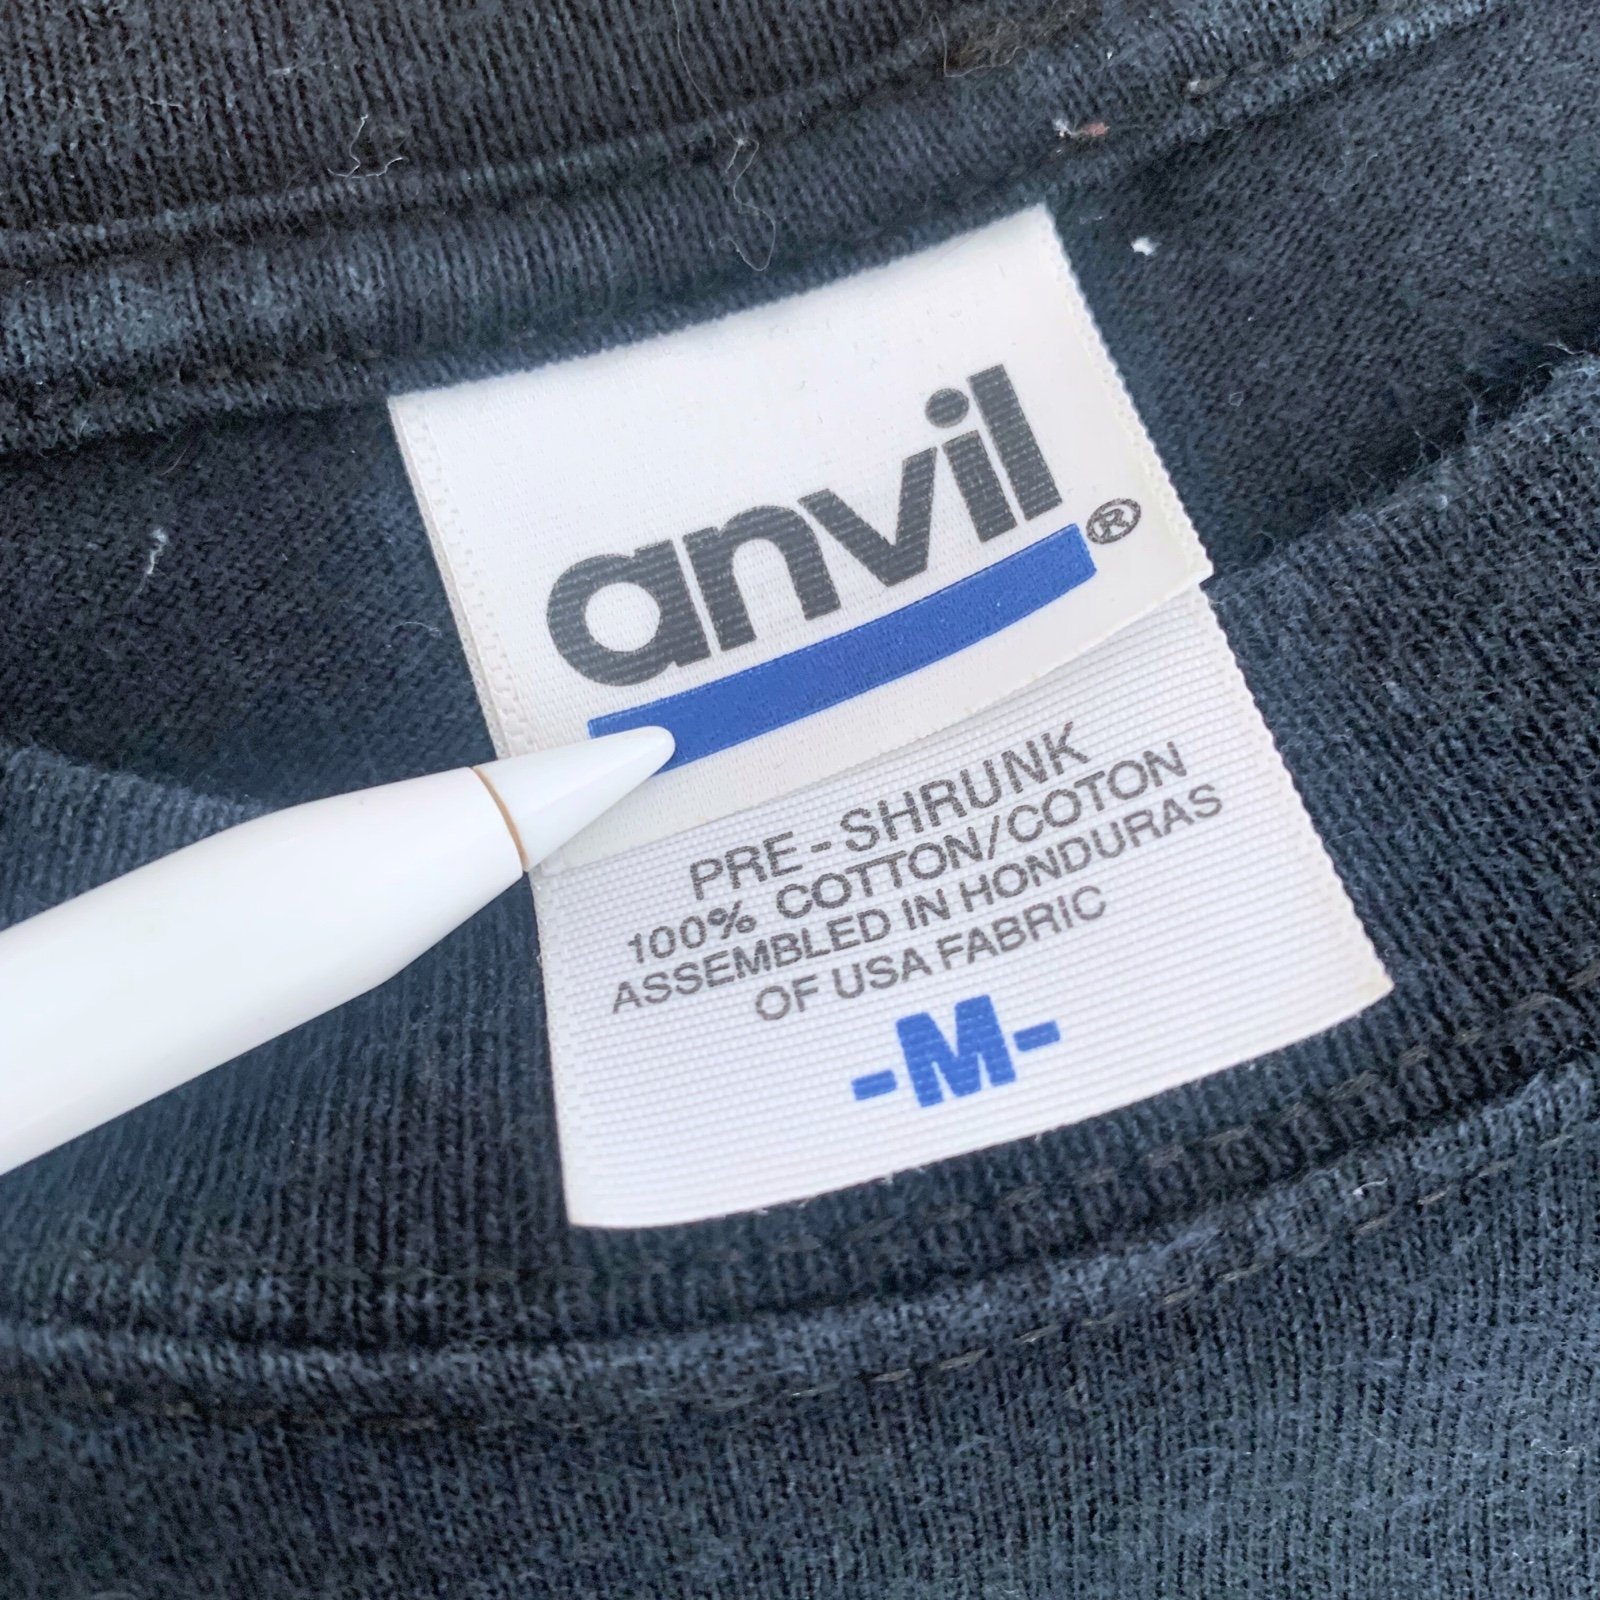 anvil®
PRE-SHRUNK
100% COTTON/COTON
ASSEMBLED IN HONDURAS
OF USA FABRIC
-M-